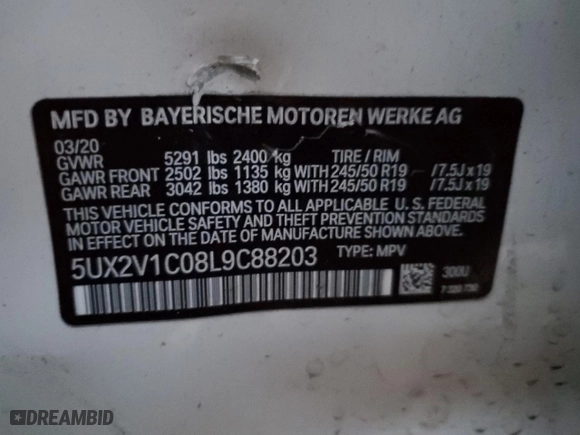 MFD BY BAYERISCHE MOTOREN WERKE AG
03/20
GVWR 5291 lbs 2400 kg TIRE / RIM
GAWR FRONT 2502 lbs 1135 kg WITH 245/50 R19 / 7.5J x 19
GAWR REAR 3042 lbs 1380 kg WITH 245/50 R19 / 7.5J x 19
THIS VEHICLE CONFORMS TO ALL APPLICABLE U. S. FEDERAL
MOTOR VEHICLE SAFETY AND THEFT PREVENTION STANDARDS
IN EFFECT ON THE DATE OF MANUFACTURE SHOWN ABOVE.
5UX2V1C08L9C88203 TYPE: MPV
300U
7 320 730
DREAMBID